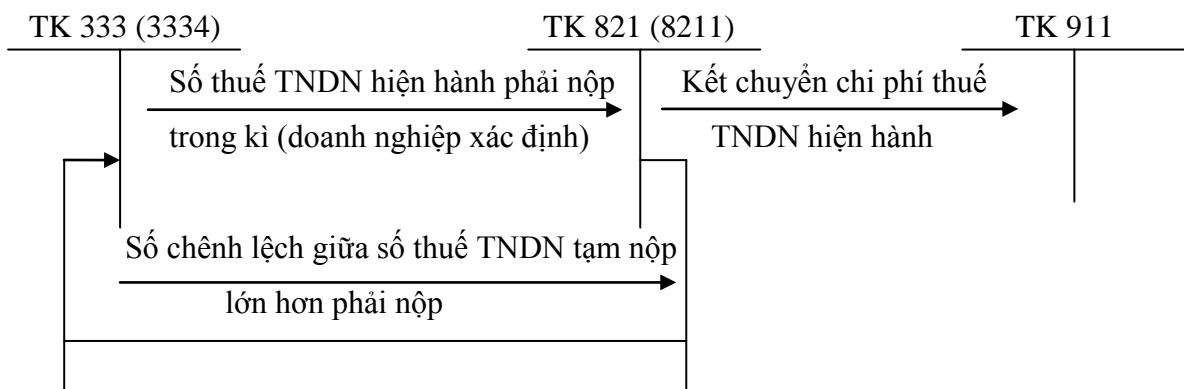 TK 333 (3334)
TK 821 (8211)
TK 911
Số thuế TNDN hiện hành phải nộp
trong kì (doanh nghiệp xác định)
Kết chuyển chi phí thuế
TNDN hiện hành
Số chênh lệch giữa số thuế TNDN tạm nộp
lớn hơn phải nộp